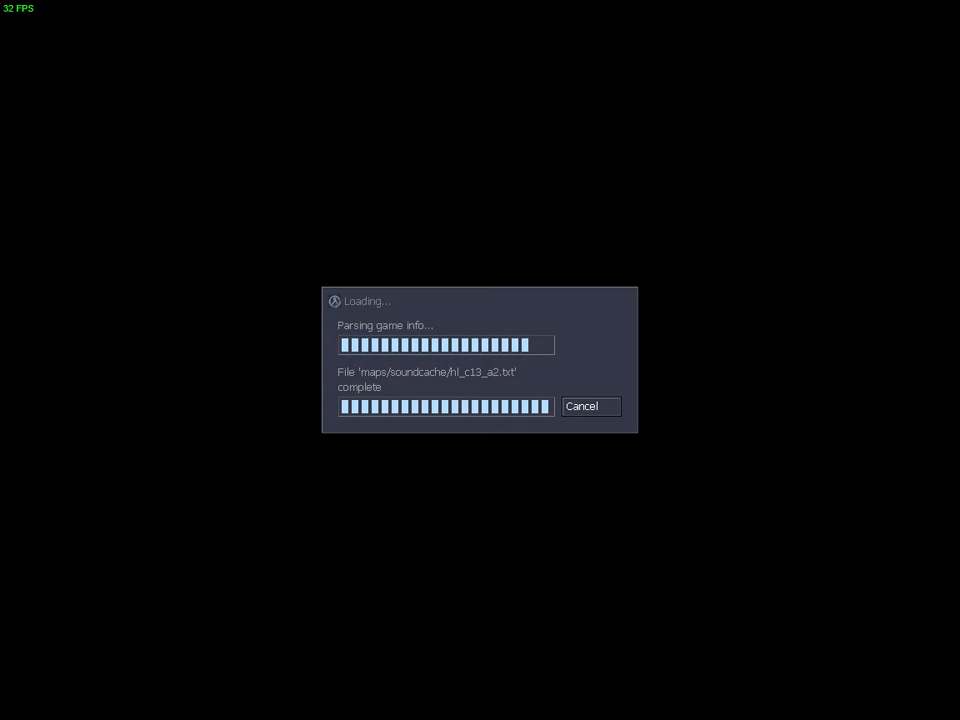 32 FPS
Loading...
Parsing game info...
File 'maps/soundcache/hl_c13_a2.txt'
complete
Cancel